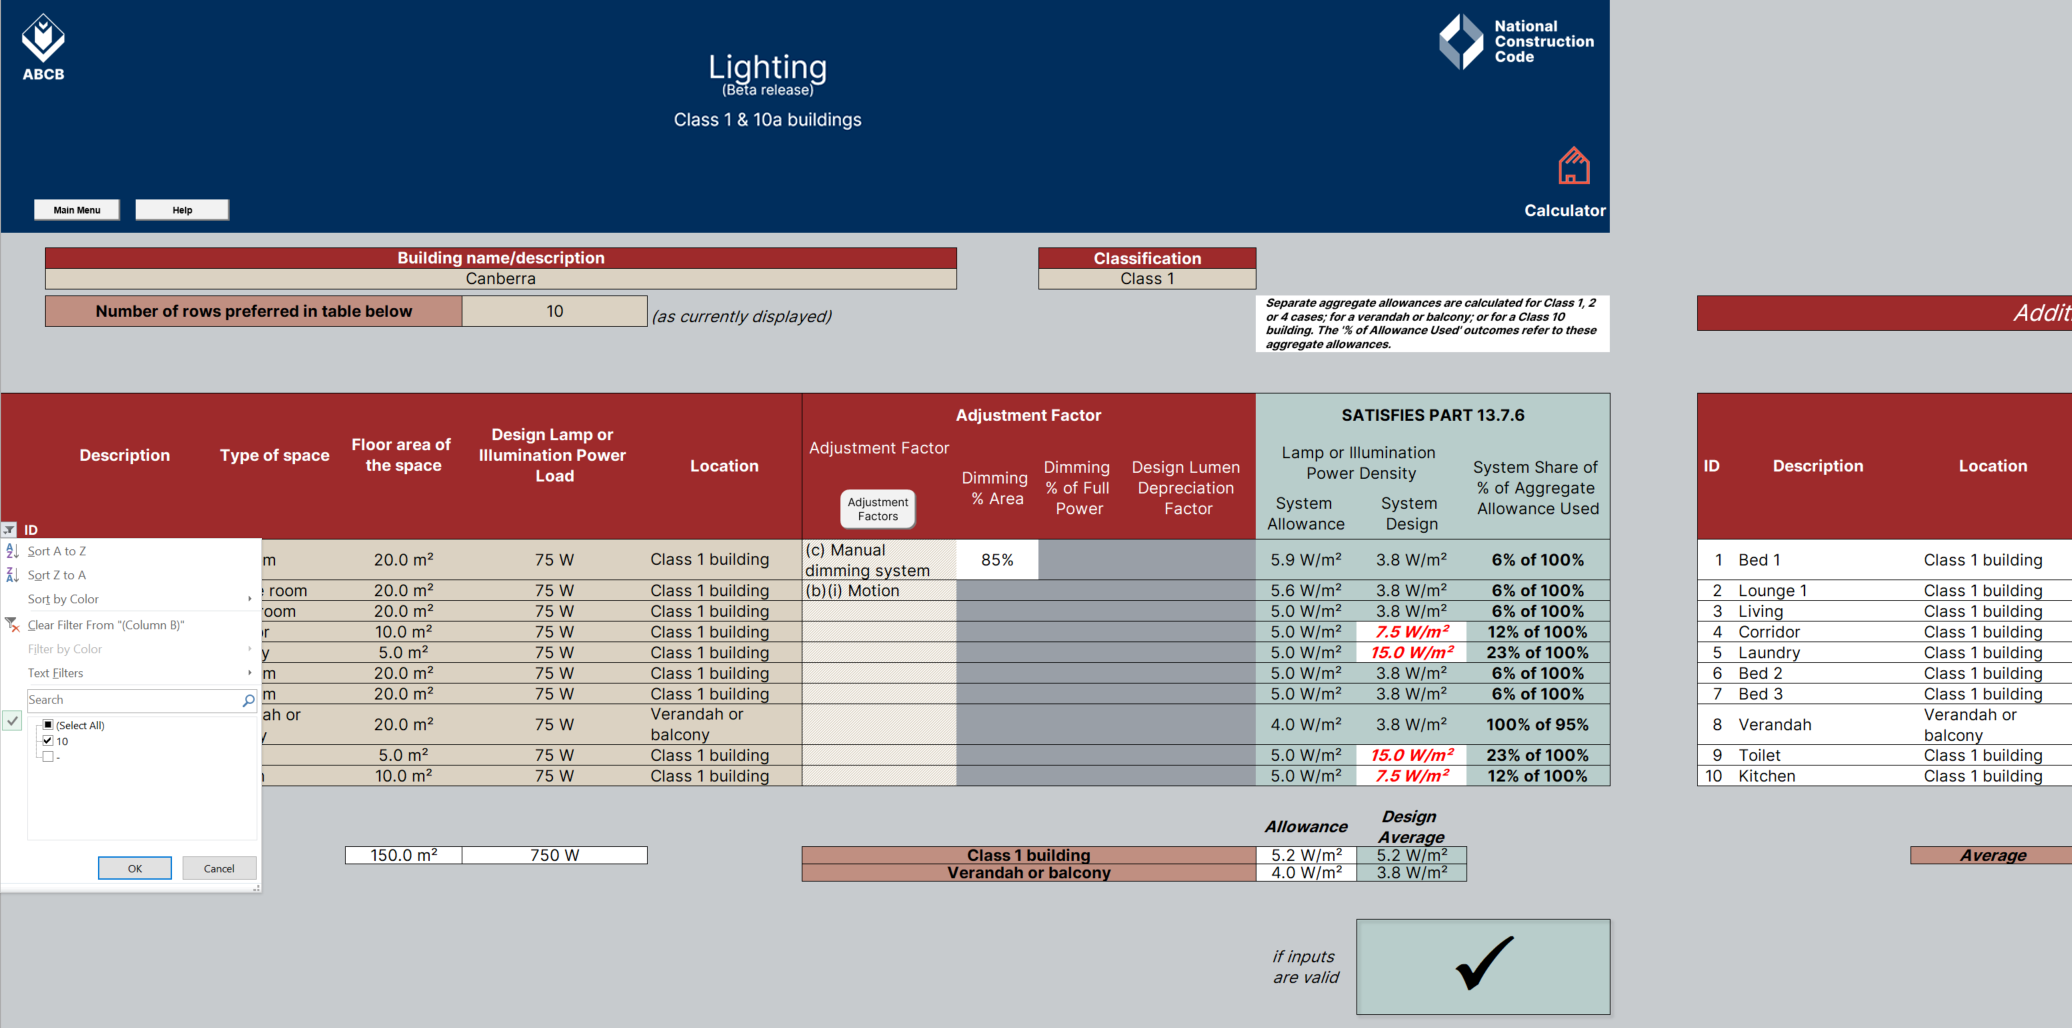 ABCB
National
Construction
Code
Lighting
(Beta release)
Class 1 & 10a buildings
Main Menu
Help
Calculator
Building name/description
Canberra
Classification
Class 1
Number of rows preferred in table below
10
(as currently displayed)
Separate aggregate allowances are calculated for Class 1, 2
or 4 cases; for a verandah or balcony; or for a Class 10
building. The '% of Allowance Used' outcomes refer to these
aggregate allowances.
Addit
ID
Description
Type of space
Floor area of
the space
Design Lamp or
Illumination Power
Load
Location
Adjustment Factor
Adjustment Factor
Adjustment
Factors
Dimming
% Area
Dimming
% of Full
Power
Design Lumen
Depreciation
Factor
SATISFIES PART 13.7.6
Lamp or Illumination
Power Density
System
Allowance
System
Design
System Share of
% of Aggregate
Allowance Used
ID
Description
Location
Sort A to Z
Sort Z to A
Sort by Color
Clear Filter From "(Column B)"
Filter by Color
Text Filters
Search
(Select All)
10
-
OK
Cancel
m 20.0 m² 75 W Class 1 building (c) Manual
dimming system 85% 5.9 W/m² 3.8 W/m² 6% of 100%
room 20.0 m² 75 W Class 1 building (b)(i) Motion 5.6 W/m² 3.8 W/m² 6% of 100%
oom 20.0 m² 75 W Class 1 building 5.0 W/m² 3.8 W/m² 6% of 100%
or 10.0 m² 75 W Class 1 building 5.0 W/m² 7.5 W/m² 12% of 100%
y 5.0 m² 75 W Class 1 building 5.0 W/m² 15.0 W/m² 23% of 100%
m 20.0 m² 75 W Class 1 building 5.0 W/m² 3.8 W/m² 6% of 100%
m 20.0 m² 75 W Class 1 building 5.0 W/m² 3.8 W/m² 6% of 100%
ah or
y 20.0 m² 75 W Verandah or
balcony 4.0 W/m² 3.8 W/m² 100% of 95%
5.0 m² 75 W Class 1 building 5.0 W/m² 15.0 W/m² 23% of 100%
10.0 m² 75 W Class 1 building 5.0 W/m² 7.5 W/m² 12% of 100%
1 Bed 1 Class 1 building
2 Lounge 1 Class 1 building
3 Living Class 1 building
4 Corridor Class 1 building
5 Laundry Class 1 building
6 Bed 2 Class 1 building
7 Bed 3 Class 1 building
8 Verandah Verandah or
balcony
9 Toilet Class 1 building
10 Kitchen Class 1 building
150.0 m² 750 W
Allowance
Design
Average
Class 1 building 5.2 W/m² 5.2 W/m²
Verandah or balcony 4.0 W/m² 3.8 W/m²
Average
if inputs
are valid